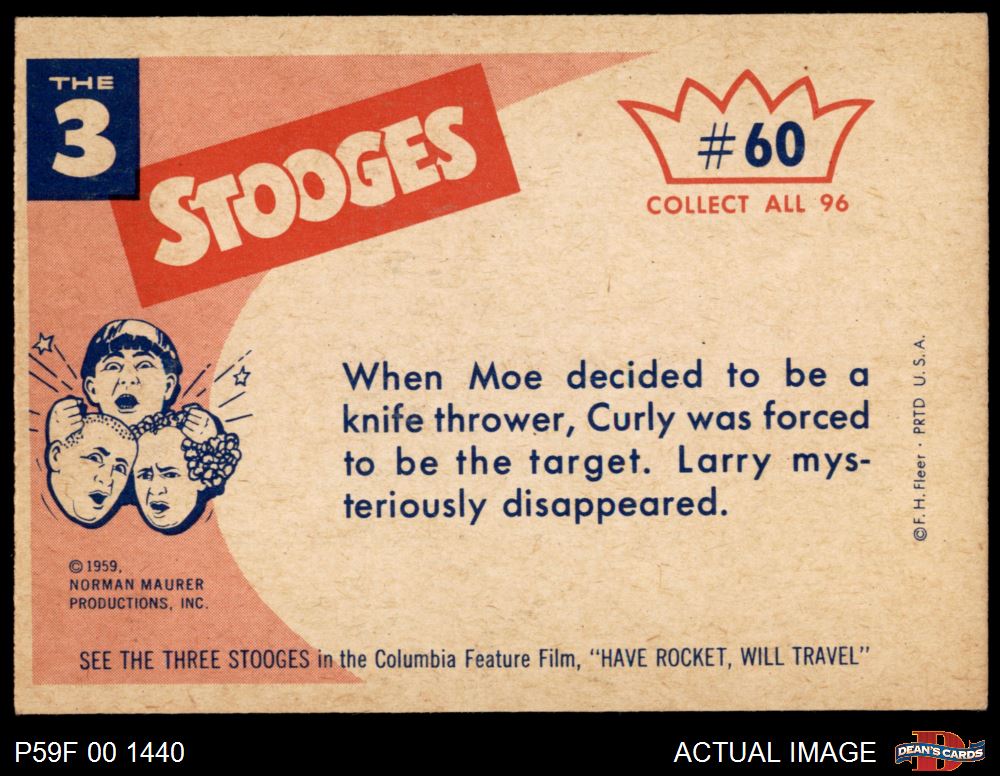 THE
3
STOOGES
#60
COLLECT ALL 96
When Moe decided to be a
knife thrower, Curly was forced
to be the target. Larry mys-
teriously disappeared.
©F. H. Fleer · PRTD U. S. A.
© 1959,
NORMAN MAURER
PRODUCTIONS, INC.
SEE THE THREE STOOGES in the Columbia Feature Film, “HAVE ROCKET, WILL TRAVEL”
P59F 00 1440
ACTUAL IMAGE
DEAN'S CARDS